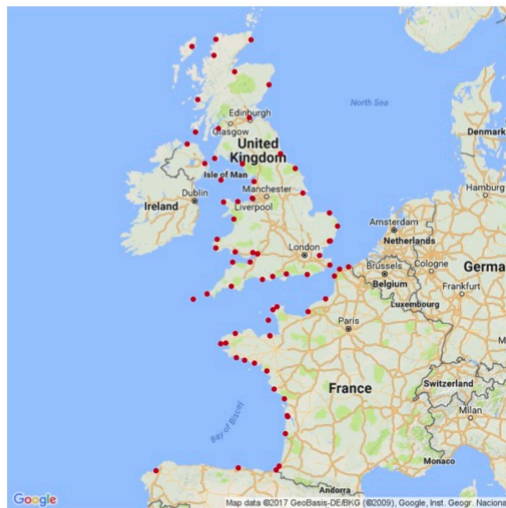 North Sea
Edinburgh
Glasgow
United
Kingdom
Denmark
Isle of Man
Dublin
Ireland
Manchester
Liverpool
Hamburg
Amsterdam
Netherlands
London
Brussels
Cologne
Belgium
Germa
Frankfurt
Luxembourg
Paris
France
Switzerland
Milan
Bay of Biscay
Monaco
Andorra
Google
Map data ©2017 GeoBasis-DE/BKG (©2009), Google, Inst. Geogr. Nacional